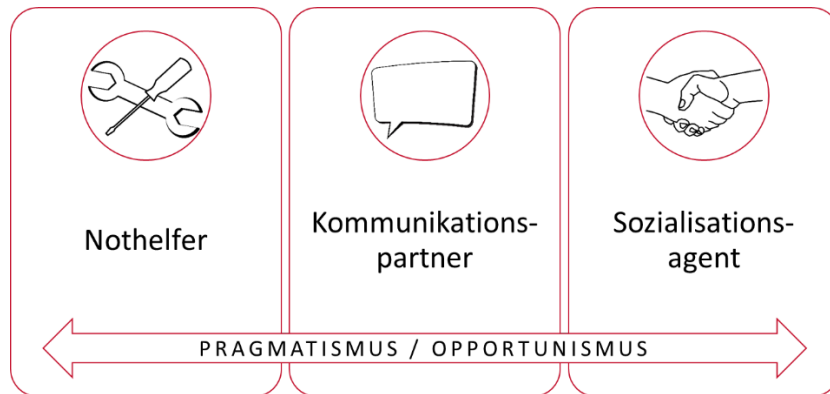 Nothelfer
Kommunikations-
partner
Sozialisations-
agent
PRAGMATISMUS / OPPORTUNISMUS